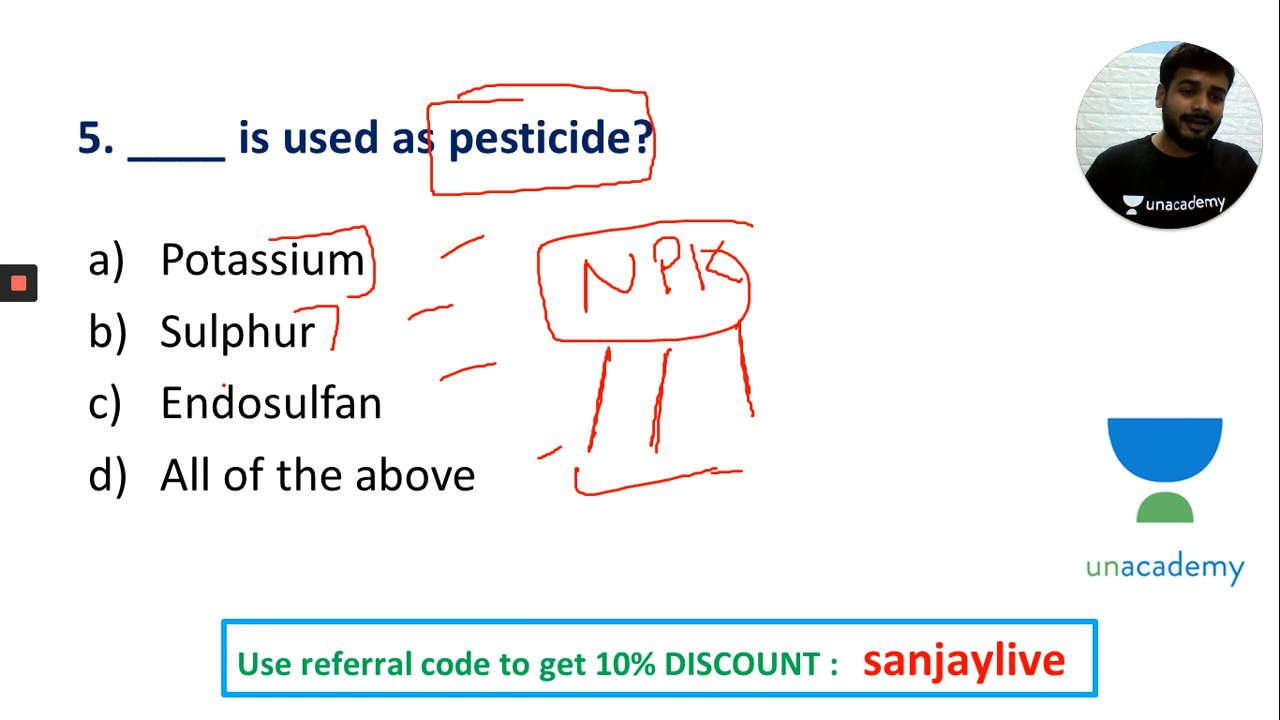 5. ____ is used as pesticide?
unacademy
a) Potassium
NPK
b) Sulphur
c) Endosulfan
d) All of the above
unacademy
Use referral code to get 10% DISCOUNT : sanjaylive